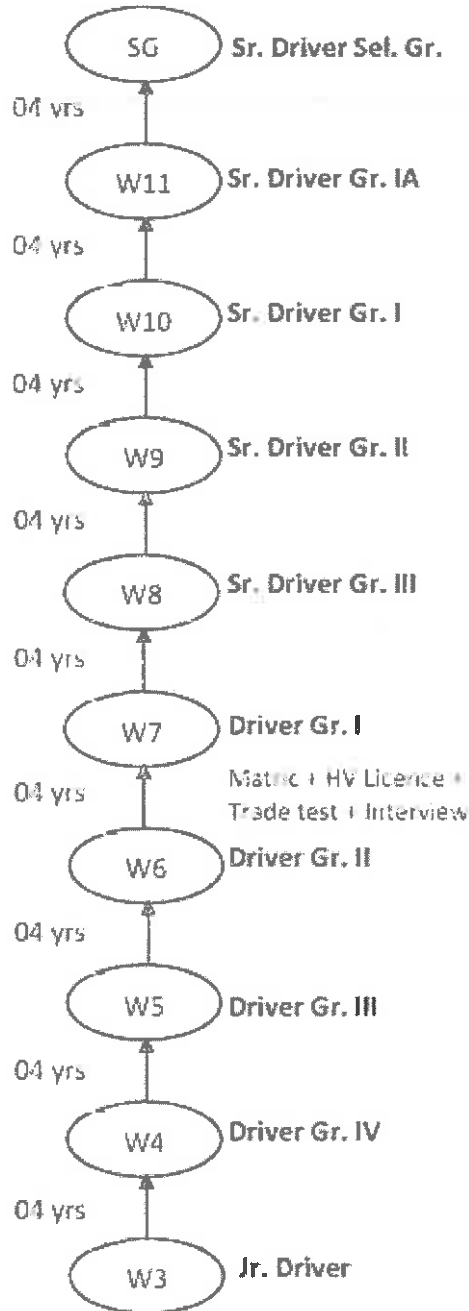 SG Sr. Driver Sel. Gr.
04 yrs
W11 Sr. Driver Gr. IA
04 yrs
W10 Sr. Driver Gr. I
04 yrs
W9 Sr. Driver Gr. II
04 yrs
W8 Sr. Driver Gr. III
04 yrs
W7 Driver Gr. I
04 yrs Matric + HV Licence +
Trade test + Interview
W6 Driver Gr. II
04 yrs
W5 Driver Gr. III
04 yrs
W4 Driver Gr. IV
04 yrs
W3 Jr. Driver